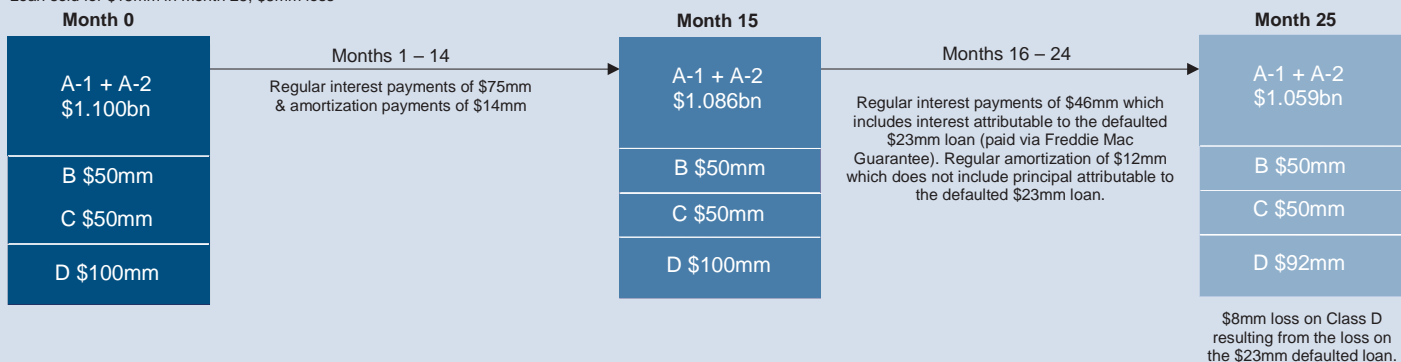 Month 0
Month 15
Month 25
Months 1 – 14
Months 16 – 24
A-1 + A-2
$1.100bn
B $50mm
C $50mm
D $100mm
Regular interest payments of $75mm
& amortization payments of $14mm
A-1 + A-2
$1.086bn
B $50mm
C $50mm
D $100mm
Regular interest payments of $46mm which
includes interest attributable to the defaulted
$23mm loan (paid via Freddie Mac
Guarantee). Regular amortization of $12mm
which does not include principal attributable to
the defaulted $23mm loan.
A-1 + A-2
$1.059bn
B $50mm
C $50mm
D $92mm
$8mm loss on Class D
resulting from the loss on
the $23mm defaulted loan.